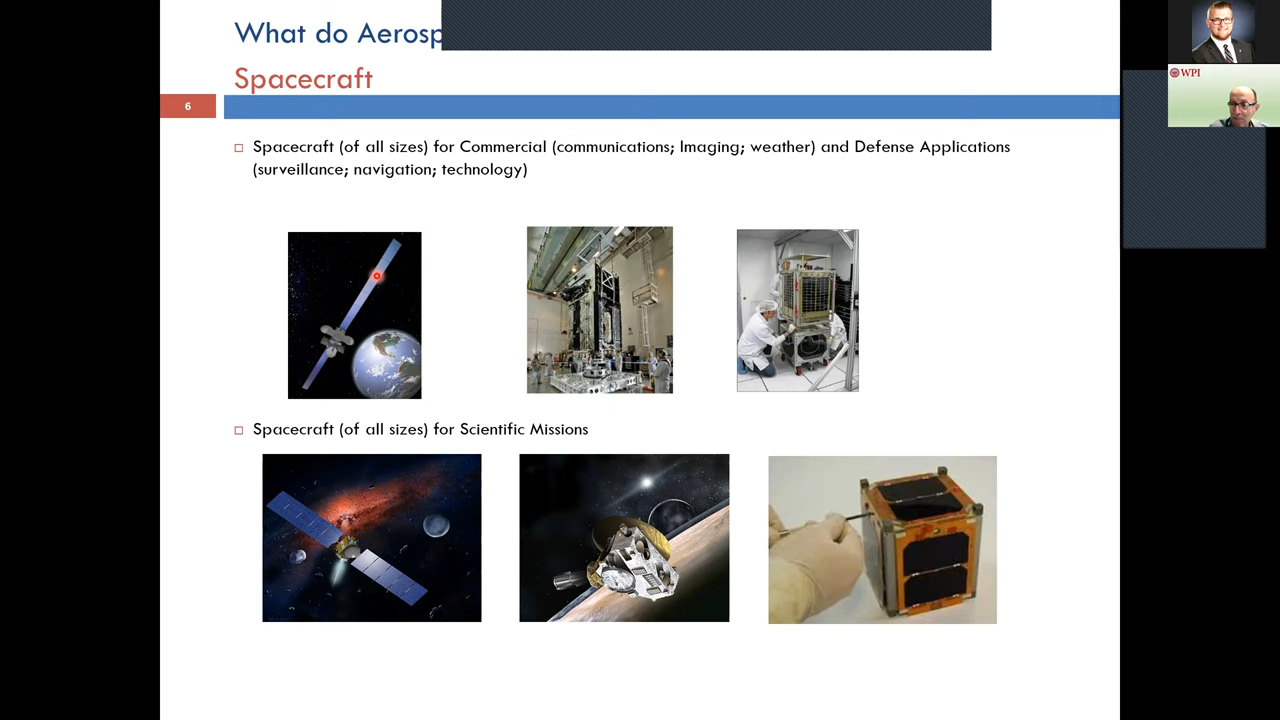 What do Aerosp
Spacecraft
6
Spacecraft (of all sizes) for Commercial (communications; Imaging; weather) and Defense Applications
(surveillance; navigation; technology)
Spacecraft (of all sizes) for Scientific Missions
WPI